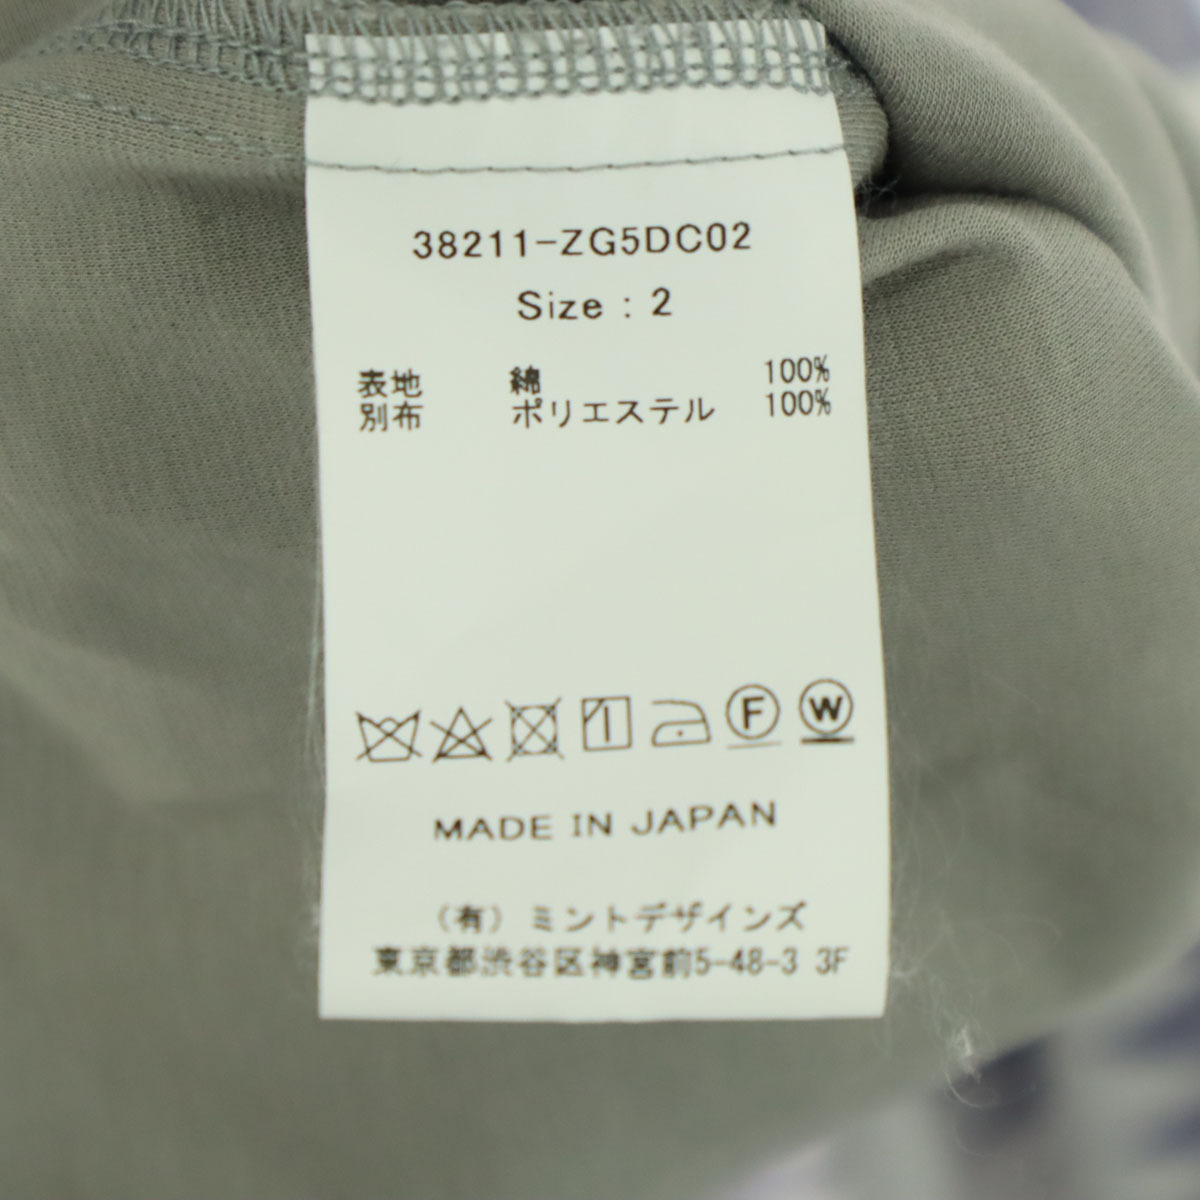 38211-ZG5DC02
Size : 2
表地 綿 100%
別布 ポリエステル 100%
F W
MADE IN JAPAN
（有）ミントデザインズ
東京都渋谷区神宮前5-48-3 3F